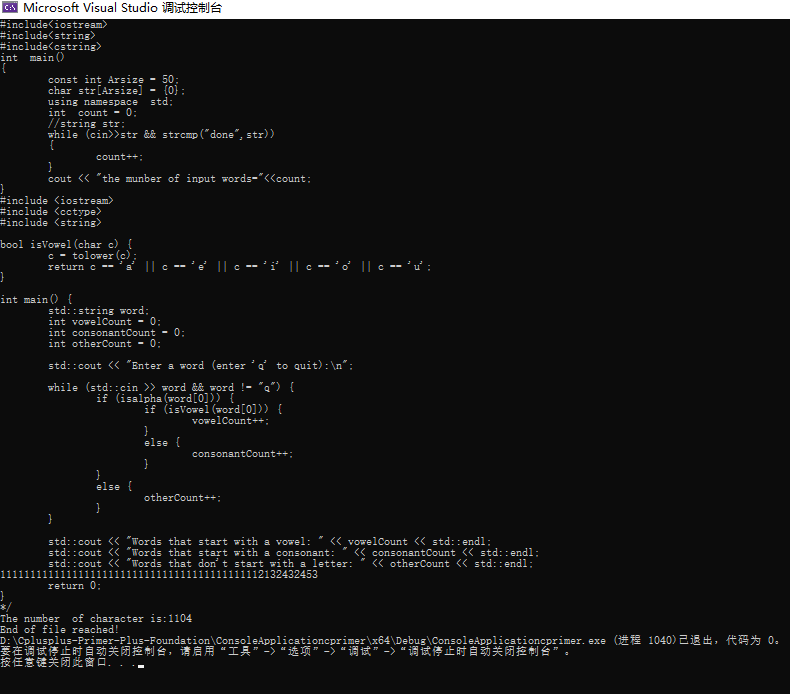 Microsoft Visual Studio 调试控制台
#include<iostream>
#include<string>
#include<cstring>
int  main()
{
        const int Arsize = 50;
        char str[Arsize] = {0};
        using namespace  std;
        int  count = 0;
        //string str;
        while (cin>>str && strcmp("done",str))
        {
                count++;
        }
        cout << "the munber of input words="<<count;
}
#include <iostream>
#include <cctype>
#include <string>

bool isVowel(char c) {
        c = tolower(c);
        return c == 'a' || c == 'e' || c == 'i' || c == 'o' || c == 'u';
}

int main() {
        std::string word;
        int vowelCount = 0;
        int consonantCount = 0;
        int otherCount = 0;

        std::cout << "Enter a word (enter 'q' to quit):\n";

        while (std::cin >> word && word != "q") {
                if (isalpha(word[0])) {
                        if (isVowel(word[0])) {
                                vowelCount++;
                        }
                        else {
                                consonantCount++;
                        }
                }
                else {
                        otherCount++;
                }
        }

        std::cout << "Words that start with a vowel: " << vowelCount << std::endl;
        std::cout << "Words that start with a consonant: " << consonantCount << std::endl;
        std::cout << "Words that don't start with a letter: " << otherCount << std::endl;
1111111111111111111111111111111111111111112132432453
        return 0;
}
*/
The number  of character is:1104
End of file reached!
D:\Cplusplus-Primer-Plus-Foundation\ConsoleApplicationcprimer\x64\Debug\ConsoleApplicationcprimer.exe (进程 1040)已退出，代码为 0。
要在调试停止时自动关闭控制台，请启用“工具”->“选项”->“调试”->“调试停止时自动关闭控制台”。
按任意键关闭此窗口. . .